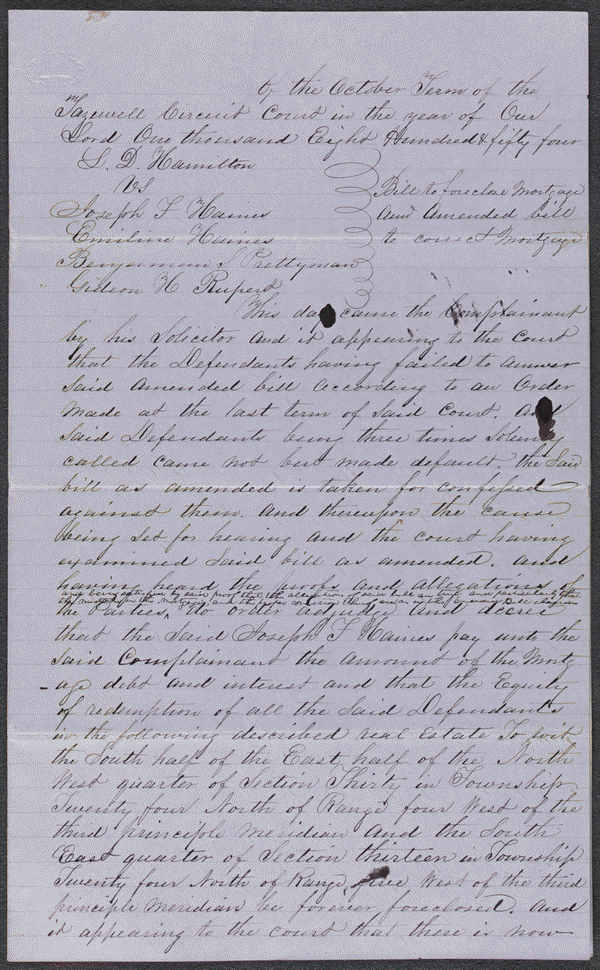 Of the October Term of the
Tazewell Circuit Court in the year of Our
Lord One thousand Eight Hundred & fifty four
L. D. Hamilton
Vs
Joseph F Haines
Emiline Haines
Benjermin S Prettyman
Gideon H Rupert
Bill to foreclose Mortgage
and Amended bill
to correct Mortgage
This day came the Complainant
by his Solicitor and it appearing to the court
that the Defendants having failed to answer
said amended bill according to an Order
made at the last term of said court. And
said Defendants being three times Solemnly
called came not but made default. the said
bill as amended is taken for confessed
against them. and thereupon the cause
being set for hearing and the court having
examined said bill as amended. and
having heard the proofs and allegations of
the Parties, do order adjudge and decree
that the said Joseph F Haines pay unto the
said Complainant the amount of the Mortg
-age debt and interest and that the Equity
of redemption of all the said Defendants
in the following described real Estate To wit
the South half of the East half of the North
West quarter of Section Thirty in Township
Twenty four North of Range four West of the
third principle meridian and the South
East quarter of Section thirteen in Township
Twenty four North of Range five West of the third
principle meridian be forever foreclosed. And
it appearing to the court that there is now